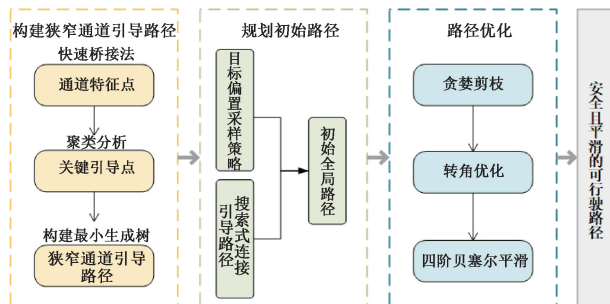 构建狭窄通道引导路径
快速桥接法
通道特征点
聚类分析
关键引导点
构建最小生成树
狭窄通道引导
路径
规划初始路径
目标偏置
采样策略
搜索式连接
引导路径
初始全局路径
路径优化
贪婪剪枝
转角优化
四阶贝塞尔平滑
安全且平滑的可行驶路径